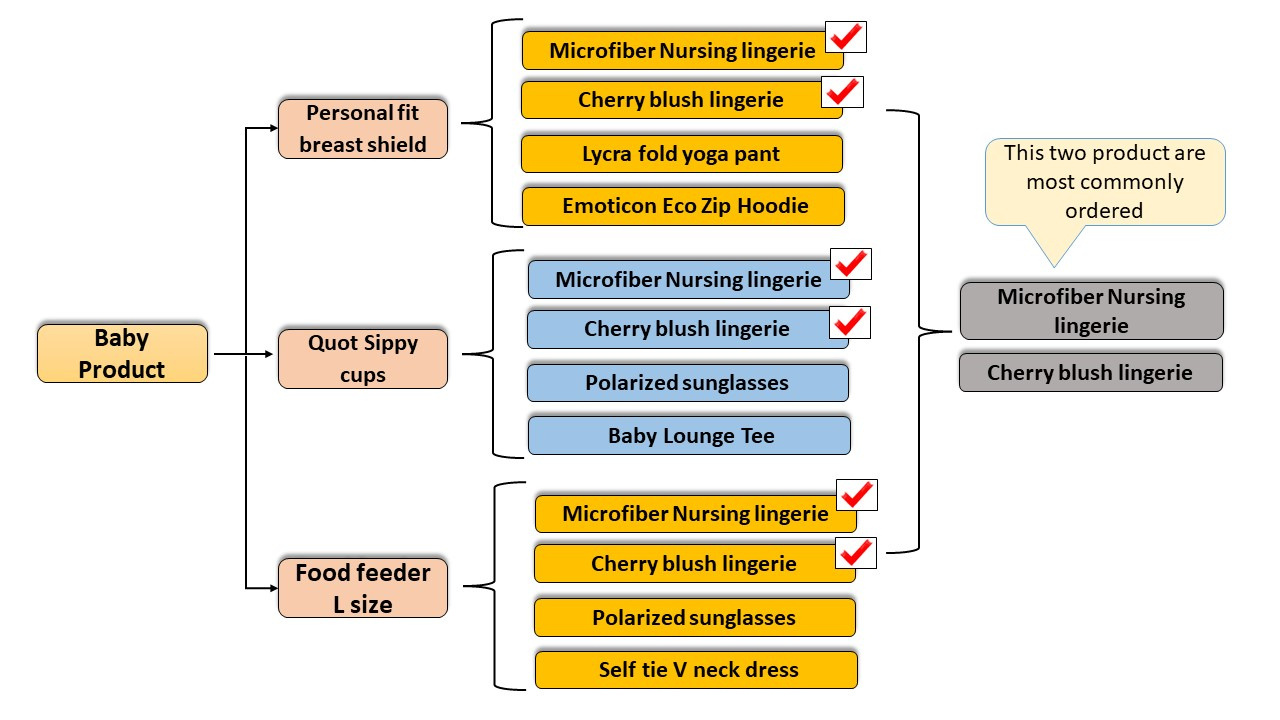 Baby
Product
Personal fit
breast shield
Microfiber Nursing lingerie
Cherry blush lingerie
Lycra fold yoga pant
Emoticon Eco Zip Hoodie
Quot Sippy
cups
Microfiber Nursing lingerie
Cherry blush lingerie
Polarized sunglasses
Baby Lounge Tee
Food feeder
L size
Microfiber Nursing lingerie
Cherry blush lingerie
Polarized sunglasses
Self tie V neck dress
This two product are
most commonly
ordered
Microfiber Nursing
lingerie
Cherry blush lingerie